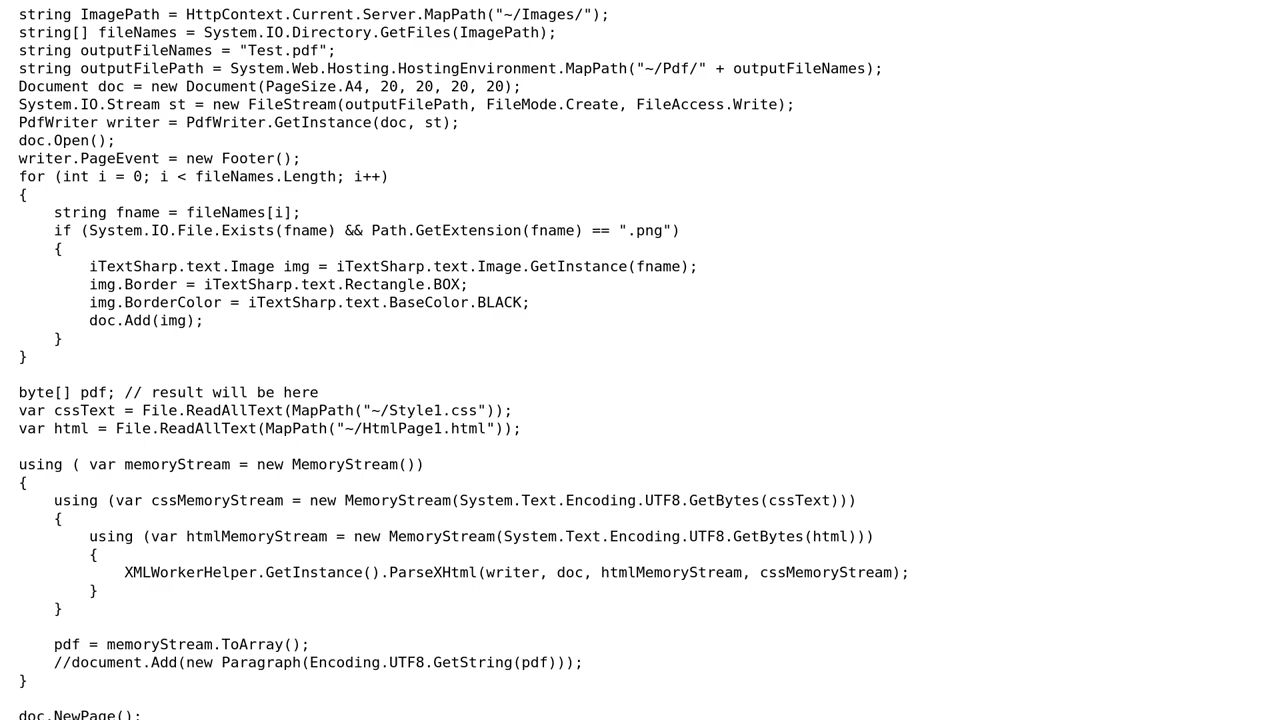 string ImagePath = HttpContext.Current.Server.MapPath("~/Images/");
string[] fileNames = System.IO.Directory.GetFiles(ImagePath);
string outputFileNames = "Test.pdf";
string outputFilePath = System.Web.Hosting.HostingEnvironment.MapPath("~/Pdf/" + outputFileNames);
Document doc = new Document(PageSize.A4, 20, 20, 20, 20);
System.IO.Stream st = new FileStream(outputFilePath, FileMode.Create, FileAccess.Write);
PdfWriter writer = PdfWriter.GetInstance(doc, st);
doc.Open();
writer.PageEvent = new Footer();
for (int i = 0; i < fileNames.Length; i++)
{
    string fname = fileNames[i];
    if (System.IO.File.Exists(fname) && Path.GetExtension(fname) == ".png")
    {
        iTextSharp.text.Image img = iTextSharp.text.Image.GetInstance(fname);
        img.Border = iTextSharp.text.Rectangle.BOX;
        img.BorderColor = iTextSharp.text.BaseColor.BLACK;
        doc.Add(img);
    }
}

byte[] pdf; // result will be here
var cssText = File.ReadAllText(MapPath("~/Style1.css"));
var html = File.ReadAllText(MapPath("~/HtmlPage1.html"));

using ( var memoryStream = new MemoryStream())
{
    using (var cssMemoryStream = new MemoryStream(System.Text.Encoding.UTF8.GetBytes(cssText)))
    {
        using (var htmlMemoryStream = new MemoryStream(System.Text.Encoding.UTF8.GetBytes(html)))
        {
            XMLWorkerHelper.GetInstance().ParseXHtml(writer, doc, htmlMemoryStream, cssMemoryStream);
        }
    }

    pdf = memoryStream.ToArray();
    //document.Add(new Paragraph(Encoding.UTF8.GetString(pdf)));
}

doc.NewPage();